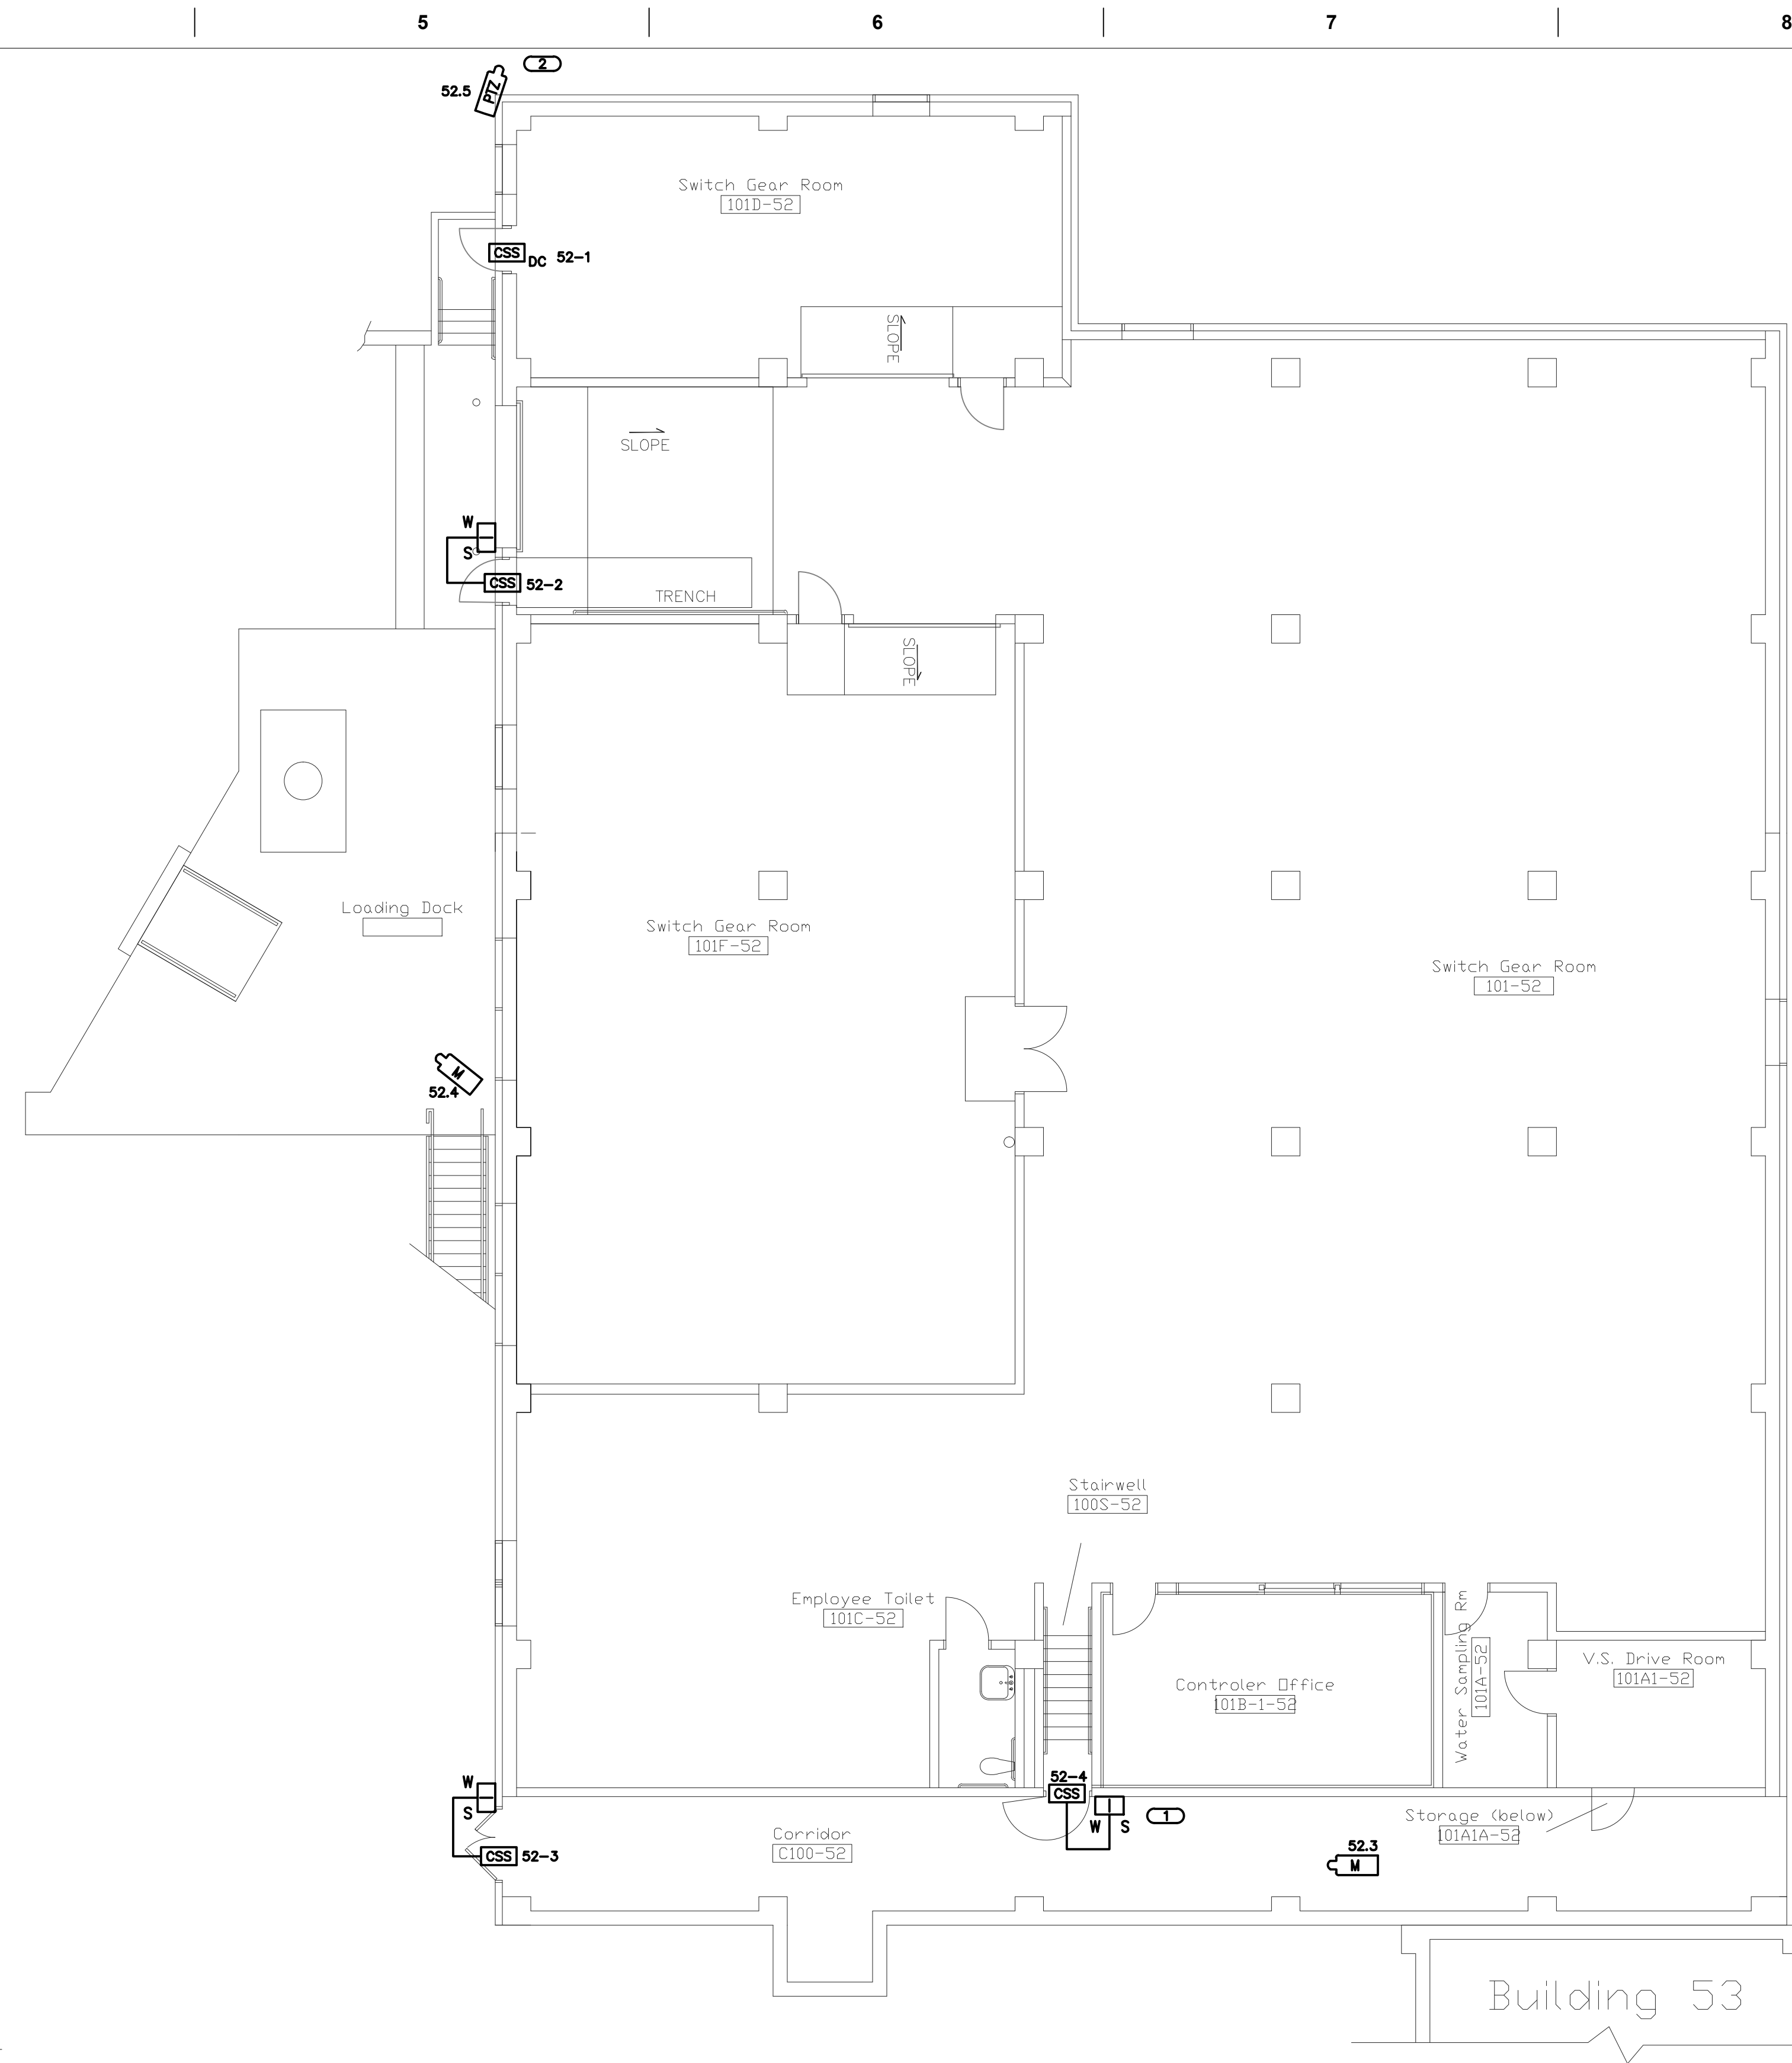 5 6 7 8
2
52.5
PTZ
Switch Gear Room
101D-52
CSS DC 52-1
SLOPE
SLOPE
W
S
CSS 52-2
TRENCH
SLOPE
Loading Dock
Switch Gear Room
101F-52
Switch Gear Room
101-52
M
52.4
Stairwell
100S-52
Employee Toilet
101C-52
Water Sampling Rm
101A-52
V.S. Drive Room
101A1-52
Controler Office
101B-1-52
52-4
CSS
W
S
W S
1
Storage (below)
101A1A-52
Corridor
C100-52
52.3
M
CSS 52-3
Building 53